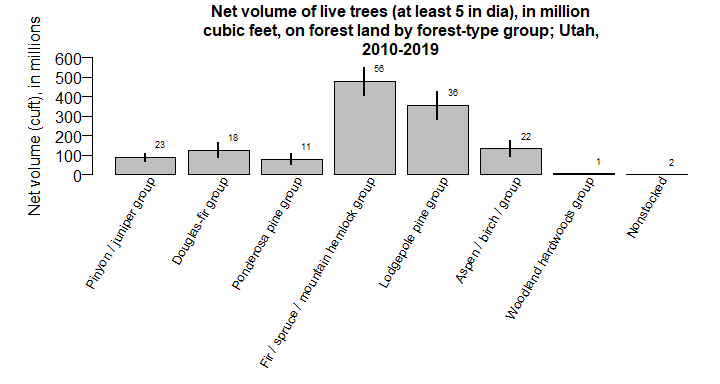 Net volume of live trees (at least 5 in dia), in million
cubic feet, on forest land by forest-type group; Utah,
2010-2019
Net volume (cuft), in millions
600
500
400
300
200
100
0
23
18
11
56
36
22
1
2
Pinyon / juniper group
Douglas-fir group
Ponderosa pine group
Fir / spruce / mountain hemlock group
Lodgepole pine group
Aspen / birch / group
Woodland hardwoods group
Nonstocked